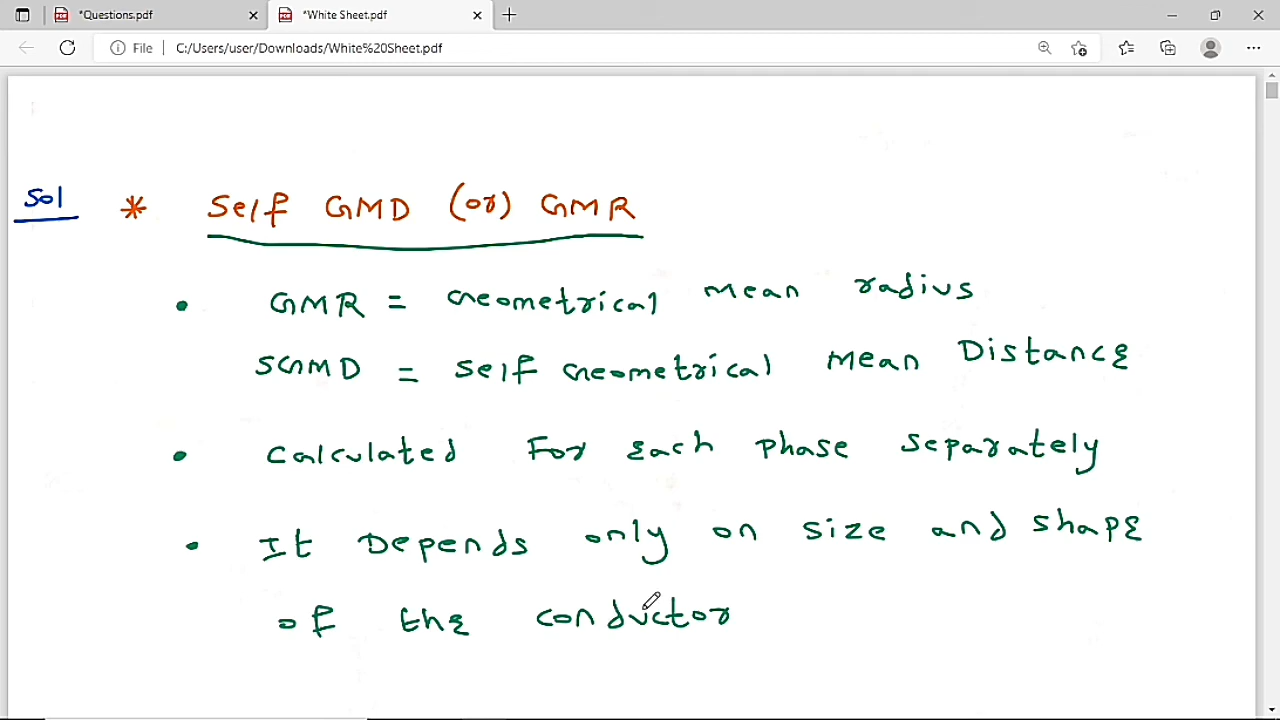 *Questions.pdf *White Sheet.pdf
File C:/Users/user/Downloads/White%20Sheet.pdf
Sol * Self GMD (or) GMR
• GMR = Geometrical mean radius
SGMD = Self Geometrical Mean Distance
• Calculated For Each Phase Separately
• It Depends only on size and shape
of the conductor